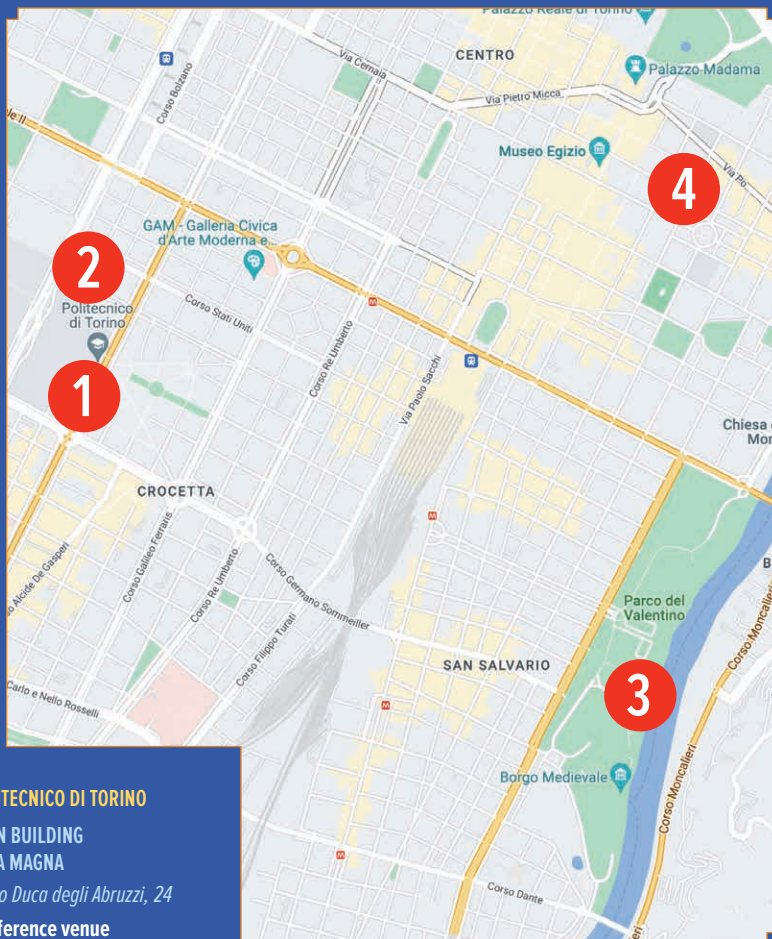 Palazzo Reale di Torino
CENTRO
Via Cernaia
Palazzo Madama
Corso Bolzano
Via Pietro Micca
ele II
Museo Egizio
Via Po
4
GAM - Galleria Civica
d'Arte Moderna e...
2
Politecnico
di Torino
Corso Stati Uniti
M
Corso Re Umberto
Via Paolo Sacchi
1
Chiesa
Mon
CROCETTA
M
o Alcide De Gasperi
Corso Galileo Ferraris
Corso Re Umberto
Corso Germano Sommeiller
Corso Filippo Turati
B
Parco del
Valentino
Corso Moncalieri
SAN SALVARIO
3
Carlo e Nello Rosselli
M
Borgo Medievale
Corso Moncalieri
M
Corso Dante
eri
TECNICO DI TORINO
N BUILDING
A MAGNA
o Duca degli Abruzzi, 24
ference venue